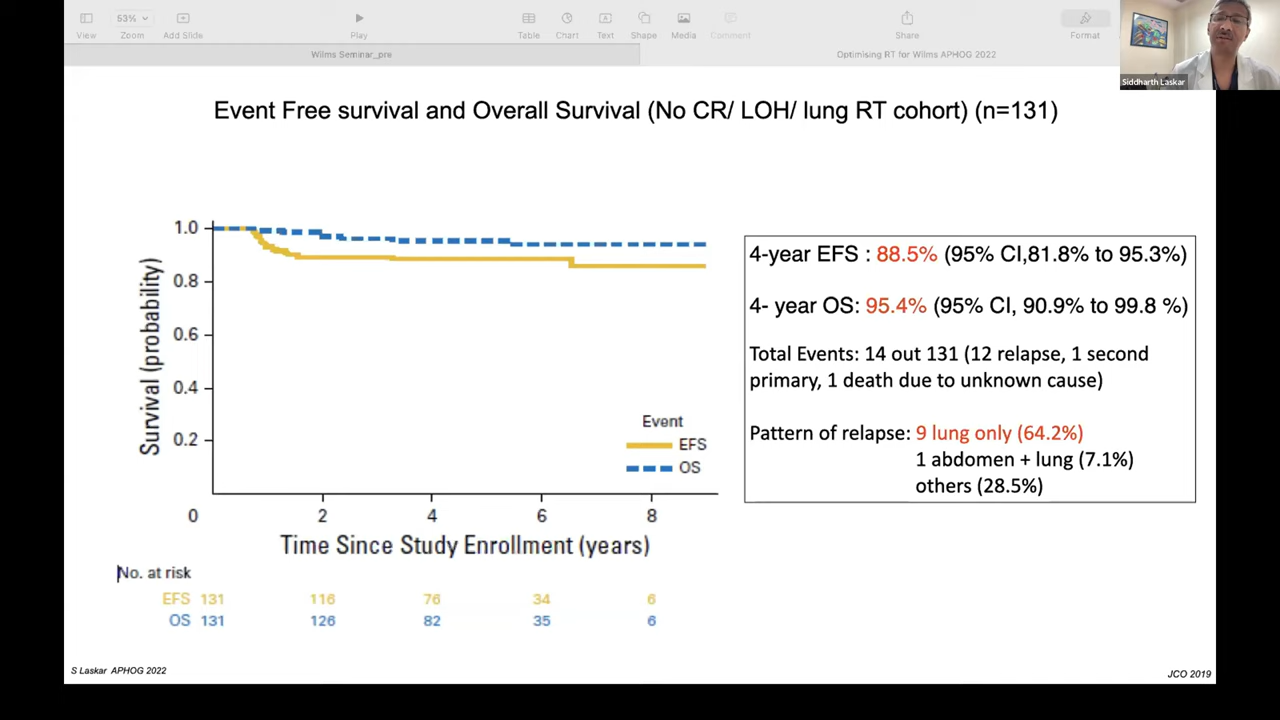 53%
View
Zoom
Add Slide
Play
Table
Chart
Text
Shape
Media
Comment
Share
Format
Wilms Seminar_pre
Optimising RT for Wilms APHOG 2022
Siddharth Laskar
Event Free survival and Overall Survival (No CR/ LOH/ lung RT cohort) (n=131)
Survival (probability)
1.0
0.8
0.6
0.4
0.2
Event
EFS
OS
0 2 4 6 8
Time Since Study Enrollment (years)
No. at risk
EFS 131 116 76 34 6
OS 131 126 82 35 6
4-year EFS : 88.5% (95% CI,81.8% to 95.3%)
4- year OS: 95.4% (95% CI, 90.9% to 99.8 %)
Total Events: 14 out 131 (12 relapse, 1 second
primary, 1 death due to unknown cause)
Pattern of relapse: 9 lung only (64.2%)
1 abdomen + lung (7.1%)
others (28.5%)
S Laskar APHOG 2022
JCO 2019